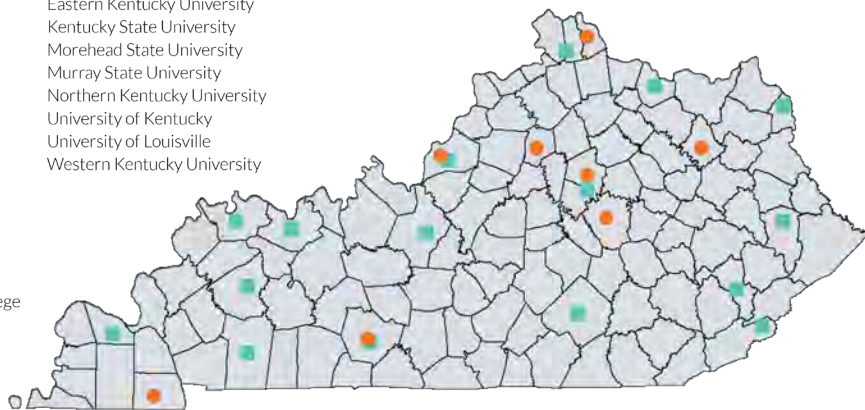 Eastern Kentucky University
Kentucky State University
Morehead State University
Murray State University
Northern Kentucky University
University of Kentucky
University of Louisville
Western Kentucky University
ege